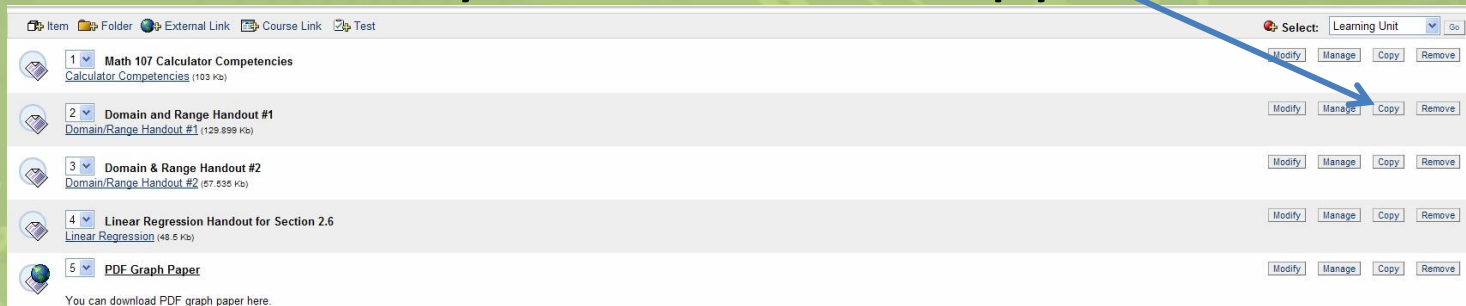 Item Folder External Link Course Link Test Select: Learning Unit Go
1 Math 107 Calculator Competencies Modify Manage Copy Remove
Calculator Competencies (103 Kb)
2 Domain and Range Handout #1 Modify Manage Copy Remove
Domain/Range Handout #1 (129.899 Kb)
3 Domain & Range Handout #2 Modify Manage Copy Remove
Domain/Range Handout #2 (57.535 Kb)
4 Linear Regression Handout for Section 2.6 Modify Manage Copy Remove
Linear Regression (48.5 Kb)
5 PDF Graph Paper Modify Manage Copy Remove
You can download PDF graph paper here.